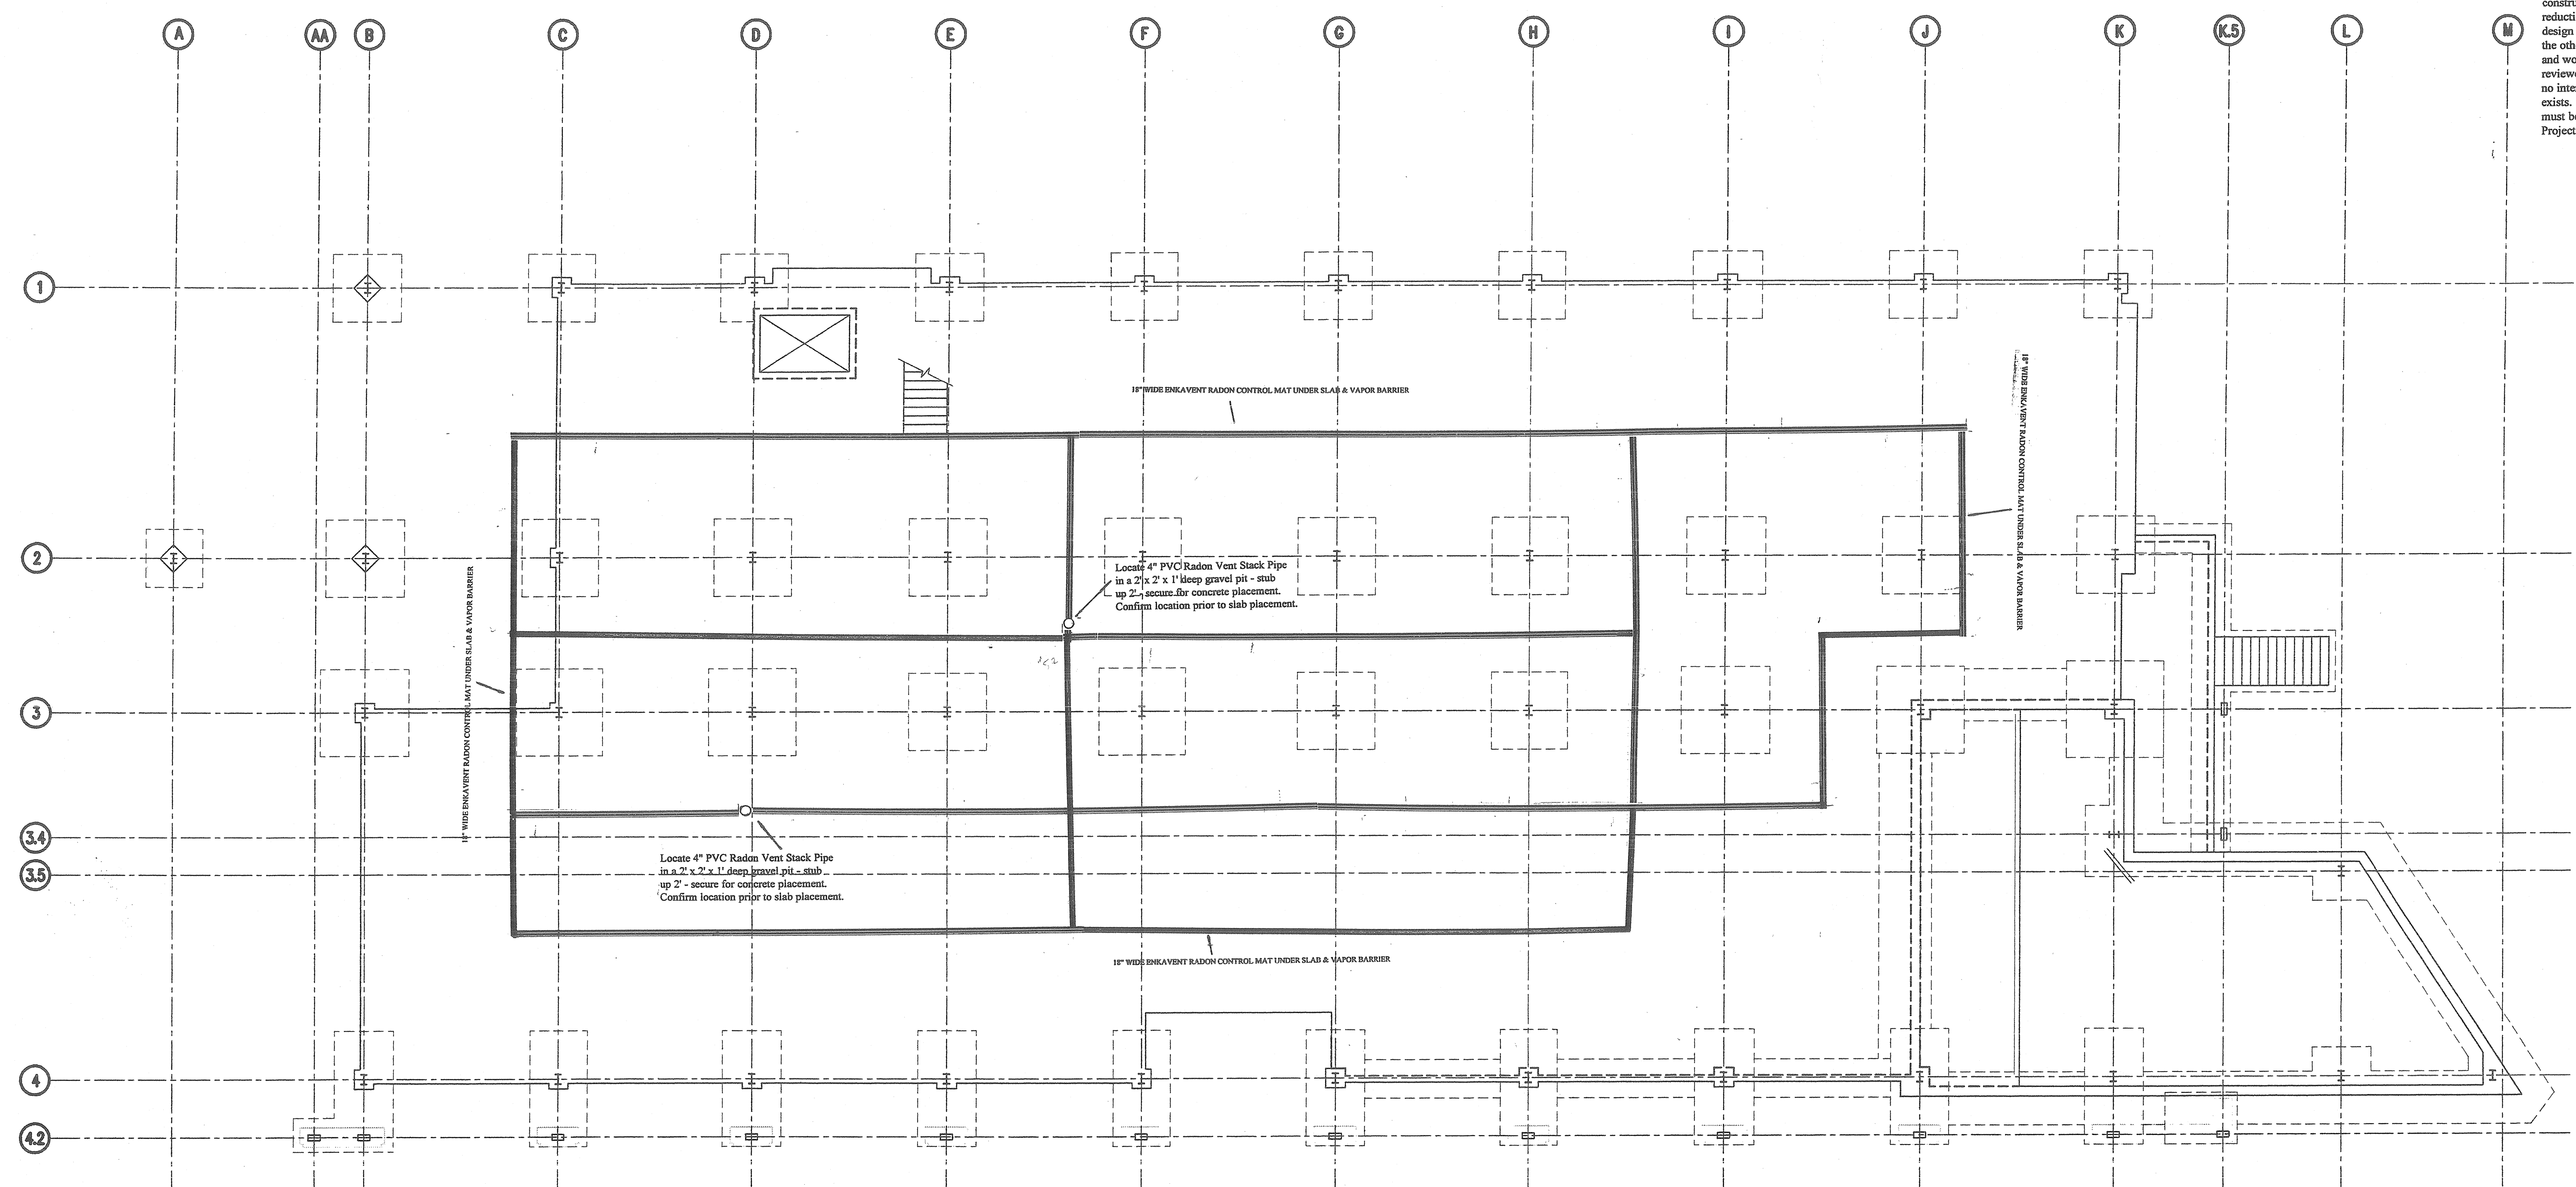 A
AA
B
C
D
E
F
G
H
I
J
K
K.5
L
M
reducti
design
the oth
and wo
reviewe
no inte
exists.
must be
Project
1
18" WIDE ENKAVENT RADON CONTROL MAT UNDER SLAB & VAPOR BARRIER
18" WIDE ENKAVENT RADON CONTROL MAT UNDER SLAB & VAPOR BARRIER
2
Locate 4" PVC Radon Vent Stack Pipe
in a 2' x 2' x 1' deep gravel pit - stub
up 2' - secure for concrete placement.
Confirm location prior to slab placement.
18" WIDE ENKAVENT RADON CONTROL MAT UNDER SLAB & VAPOR BARRIER
3
3.4
Locate 4" PVC Radon Vent Stack Pipe
in a 2' x 2' x 1' deep gravel pit - stub
up 2' - secure for concrete placement.
Confirm location prior to slab placement.
3.5
18" WIDE ENKAVENT RADON CONTROL MAT UNDER SLAB & VAPOR BARRIER
4
4.2